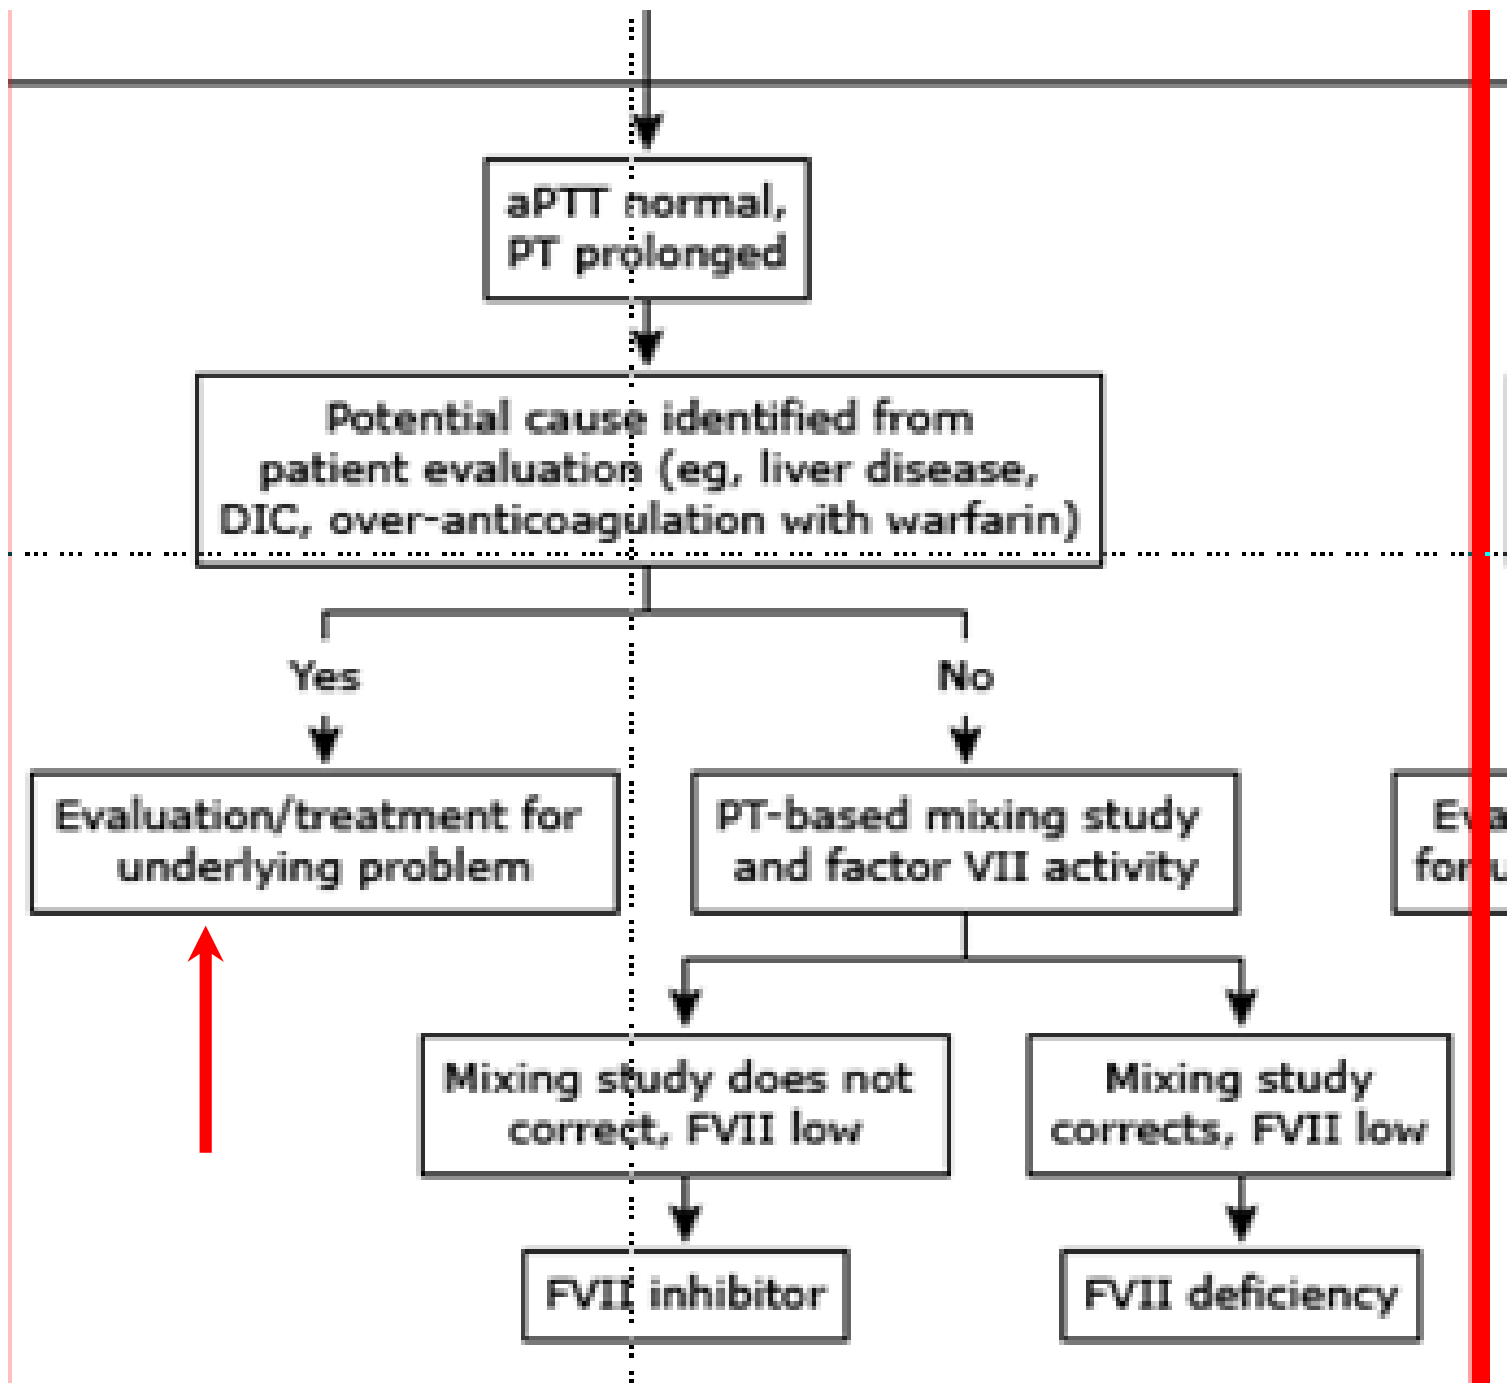 aPTT normal,
PT prolonged
Potential cause identified from
patient evaluation (eg, liver disease,
DIC, over-anticoagulation with warfarin)
Yes
No
Evaluation/treatment for
underlying problem
PT-based mixing study
and factor VII activity
for
Mixing study does not
correct, FVII low
Mixing study
corrects, FVII low
FVII inhibitor
FVII deficiency